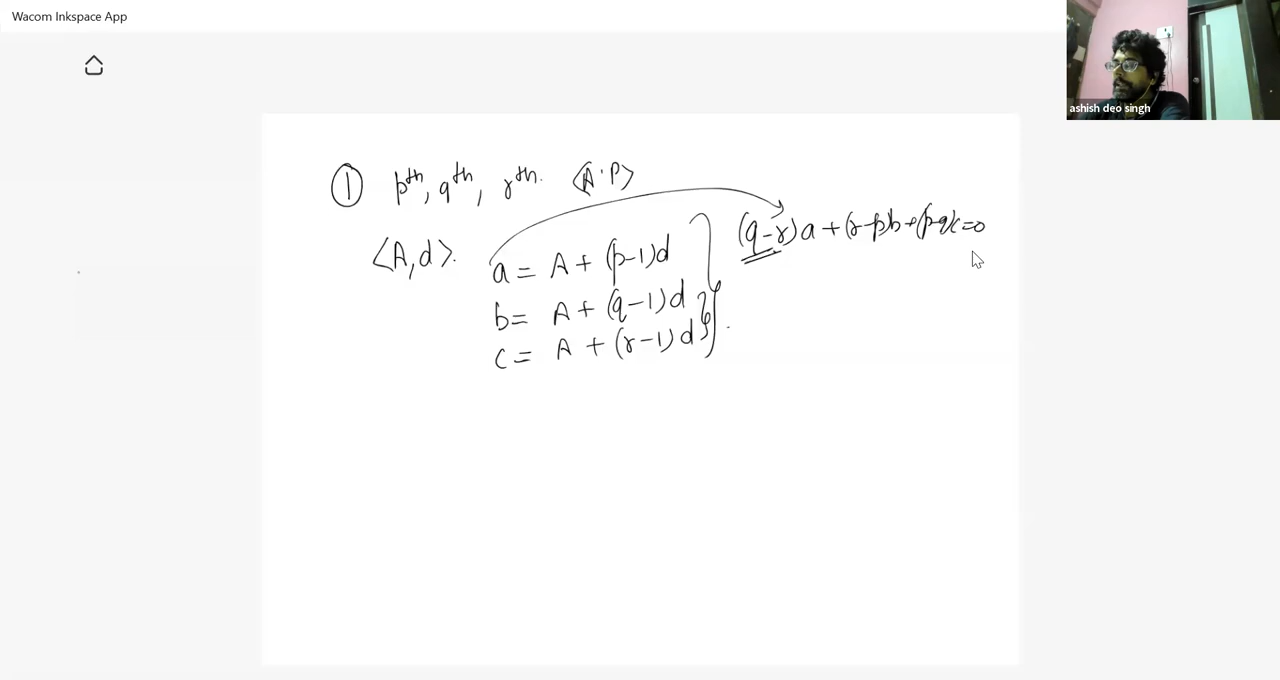 Wacom Inkspace App
ashish deo singh
① pth, qth, rth. <A.P>
<A,d>.
a = A + (p-1)d
b = A + (q-1)d
c = A + (r-1)d
(q-r)a + (r-p)b + (p-q)c = 0